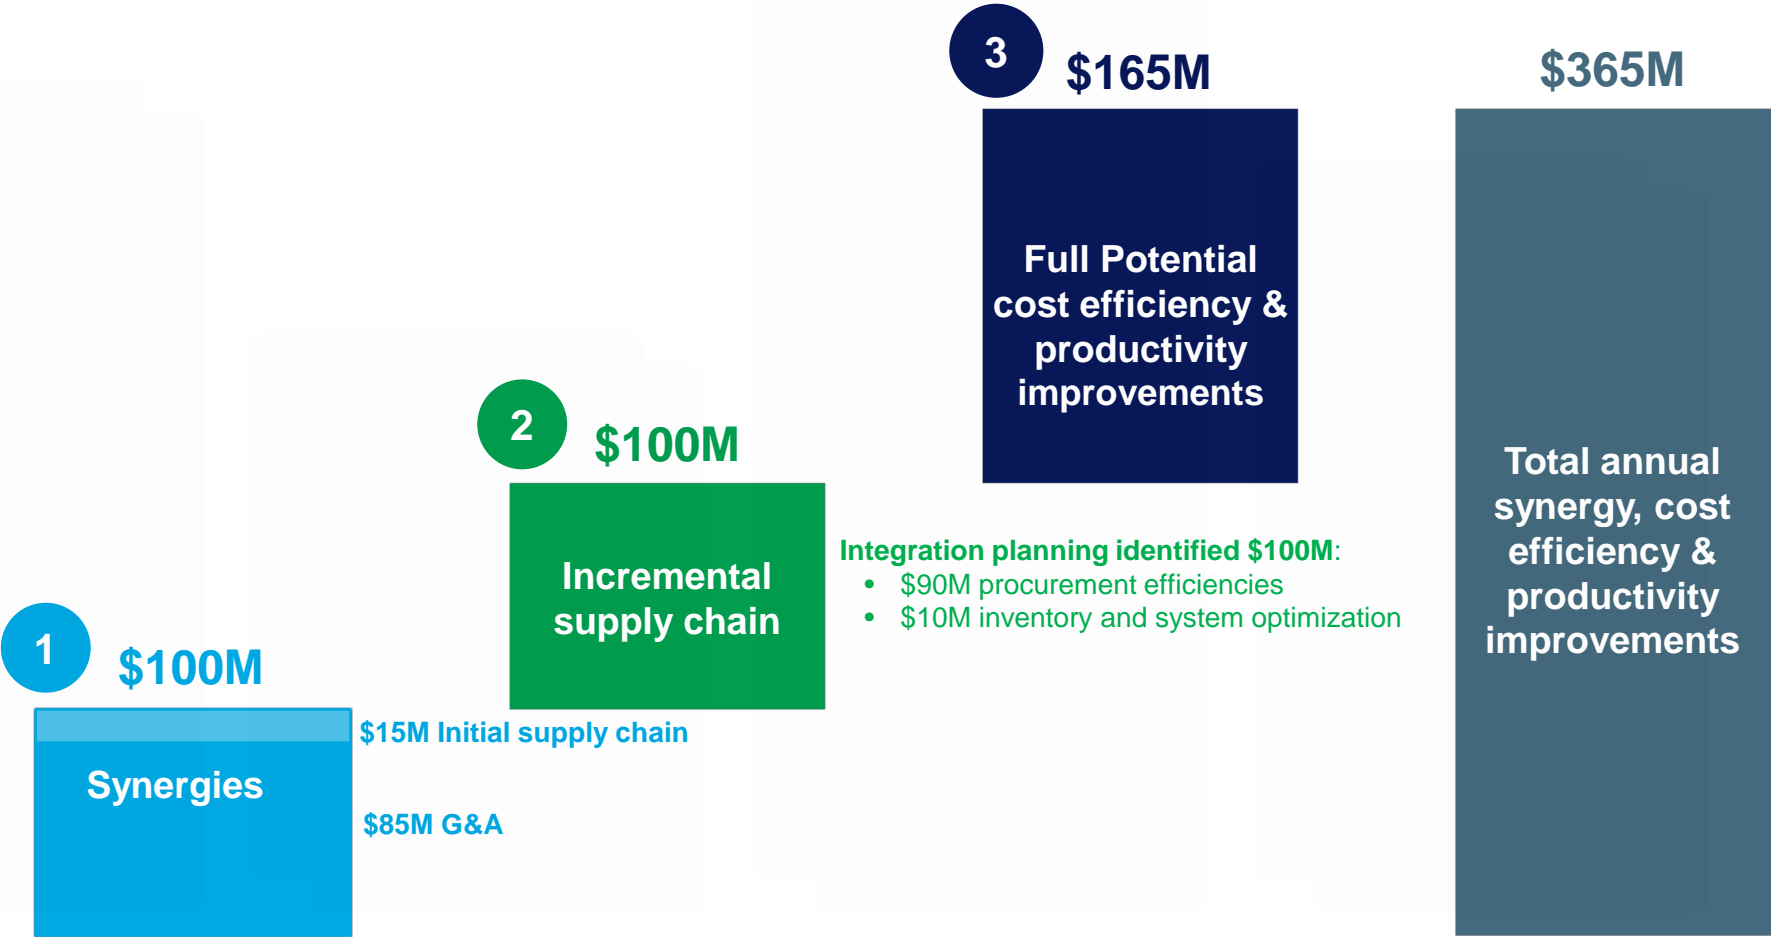 1
$100M
Synergies
$15M Initial supply chain
$85M G&A
2
$100M
Incremental
supply chain
Integration planning identified $100M:
• $90M procurement efficiencies
• $10M inventory and system optimization
3
$165M
Full Potential
cost efficiency &
productivity
improvements
$365M
Total annual
synergy, cost
efficiency &
productivity
improvements